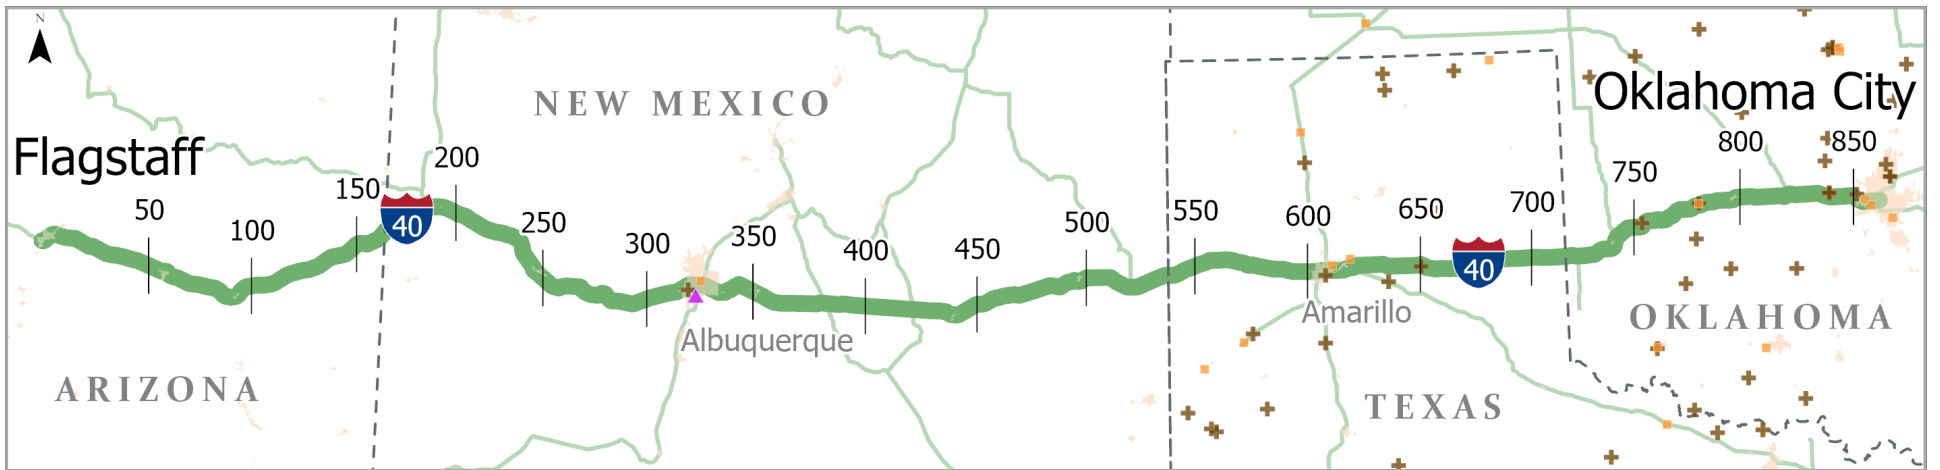 N
NEW MEXICO
Oklahoma City
Flagstaff
50
100
150
40
200
250
300
350
400
450
500
550
600
650
700
750
800
850
40
Albuquerque
Amarillo
ARIZONA
TEXAS
OKLAHOMA